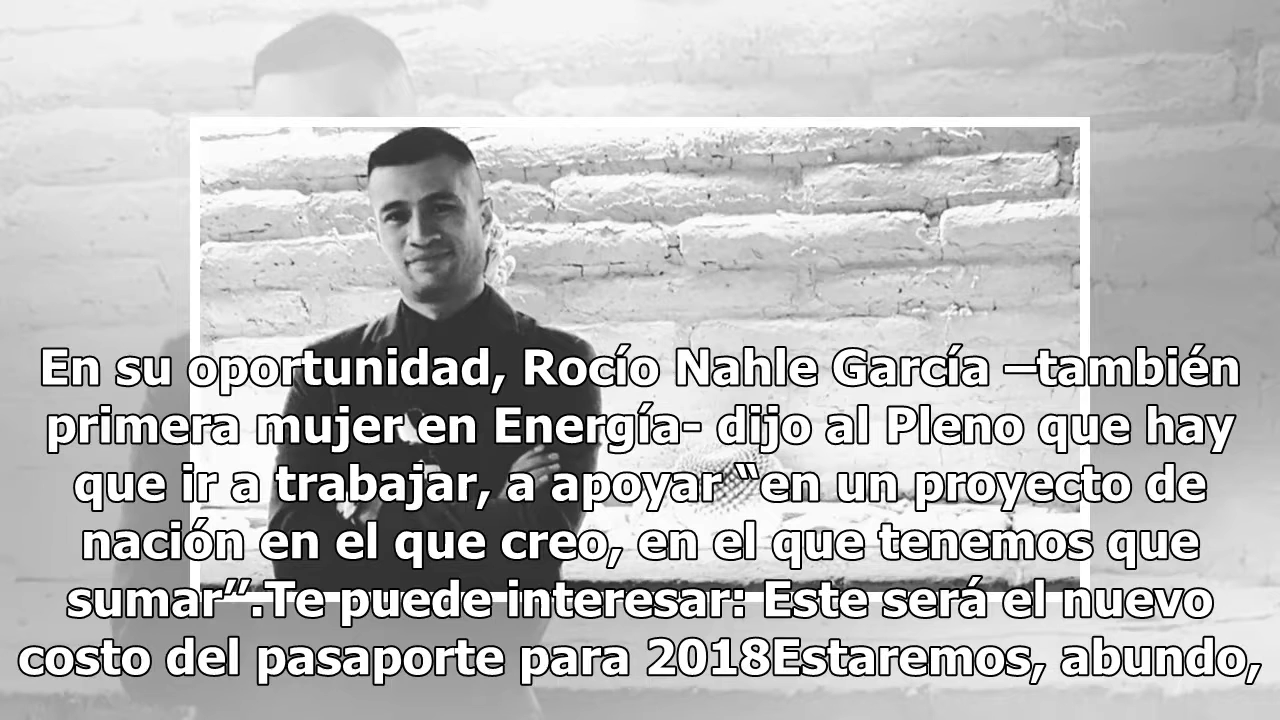 En su oportunidad, Rocío Nahle García —también
primera mujer en Energía- dijo al Pleno que hay
que ir a trabajar, a apoyar “en un proyecto de
nación en el que creo, en el que tenemos que
sumar”.Te puede interesar: Este será el nuevo
costo del pasaporte para 2018Estaremos, abundo,